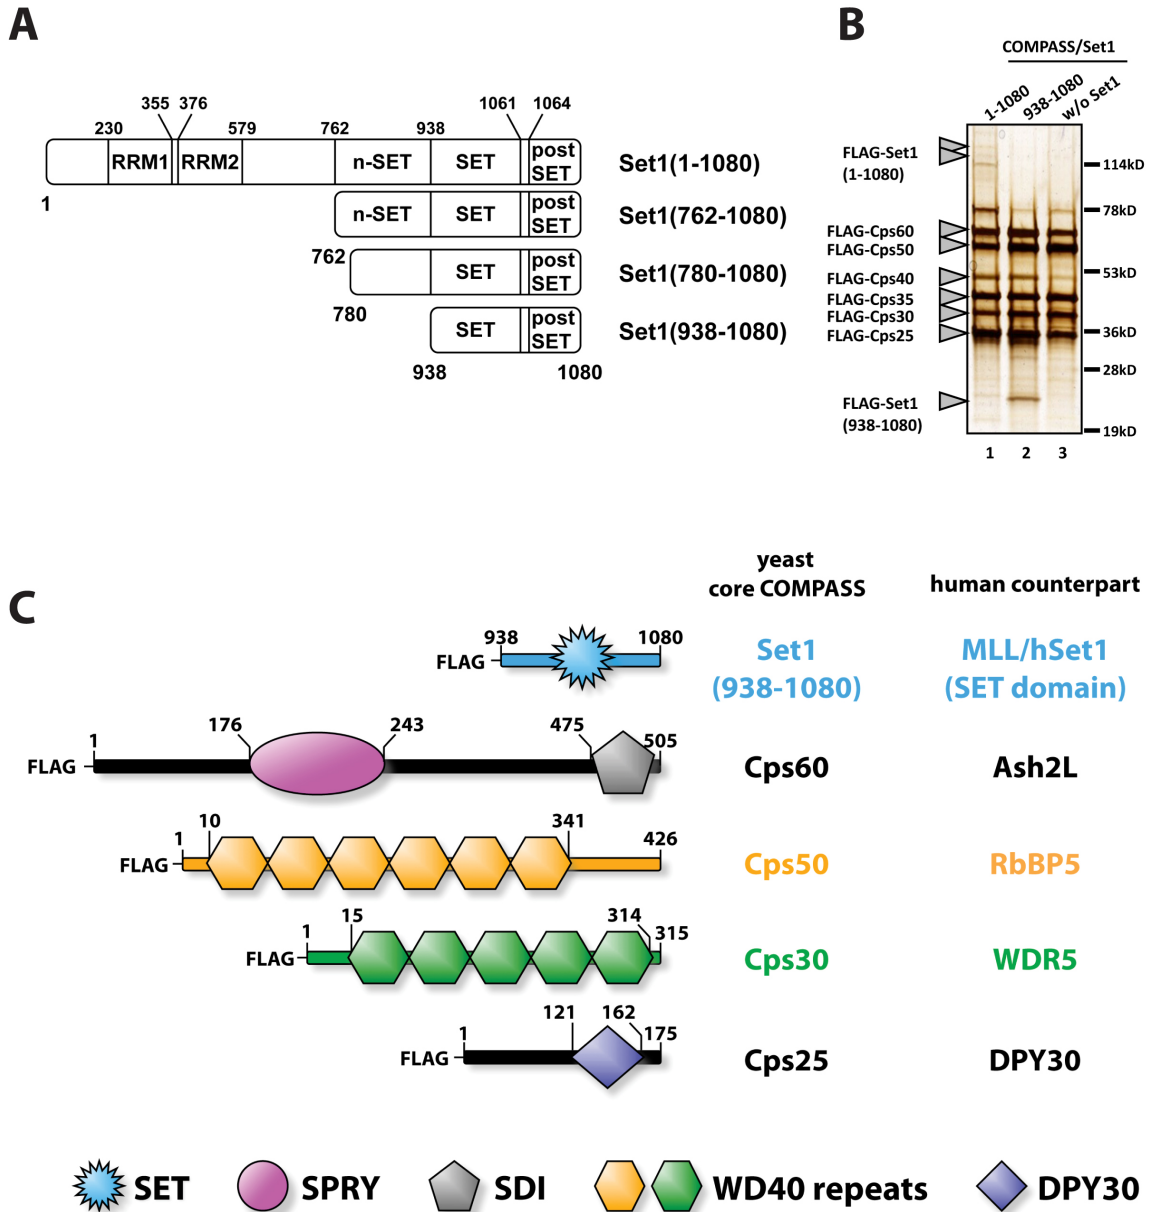 A
355 376
1061 1064
230 579 762 938
RRM1 RRM2 n-SET SET post SET Set1(1-1080)
1
n-SET SET post SET Set1(762-1080)
762
SET post SET Set1(780-1080)
780
SET post SET Set1(938-1080)
938 1080
B
COMPASS/Set1
1-1080 938-1080 w/o Set1
FLAG-Set1
(1-1080)
114kD
78kD
FLAG-Cps60
FLAG-Cps50
53kD
FLAG-Cps40
FLAG-Cps35
FLAG-Cps30
FLAG-Cps25
36kD
28kD
FLAG-Set1
(938-1080)
19kD
1 2 3
C
yeast
core COMPASS
human counterpart
938 1080
FLAG
Set1
(938-1080)
MLL/hSet1
(SET domain)
1 176 243 475 505
FLAG
Cps60 Ash2L
1 10 341 426
FLAG
Cps50 RbBP5
1 15 314 315
FLAG
Cps30 WDR5
1 121 162 175
FLAG
Cps25 DPY30
SET SPRY SDI WD40 repeats DPY30